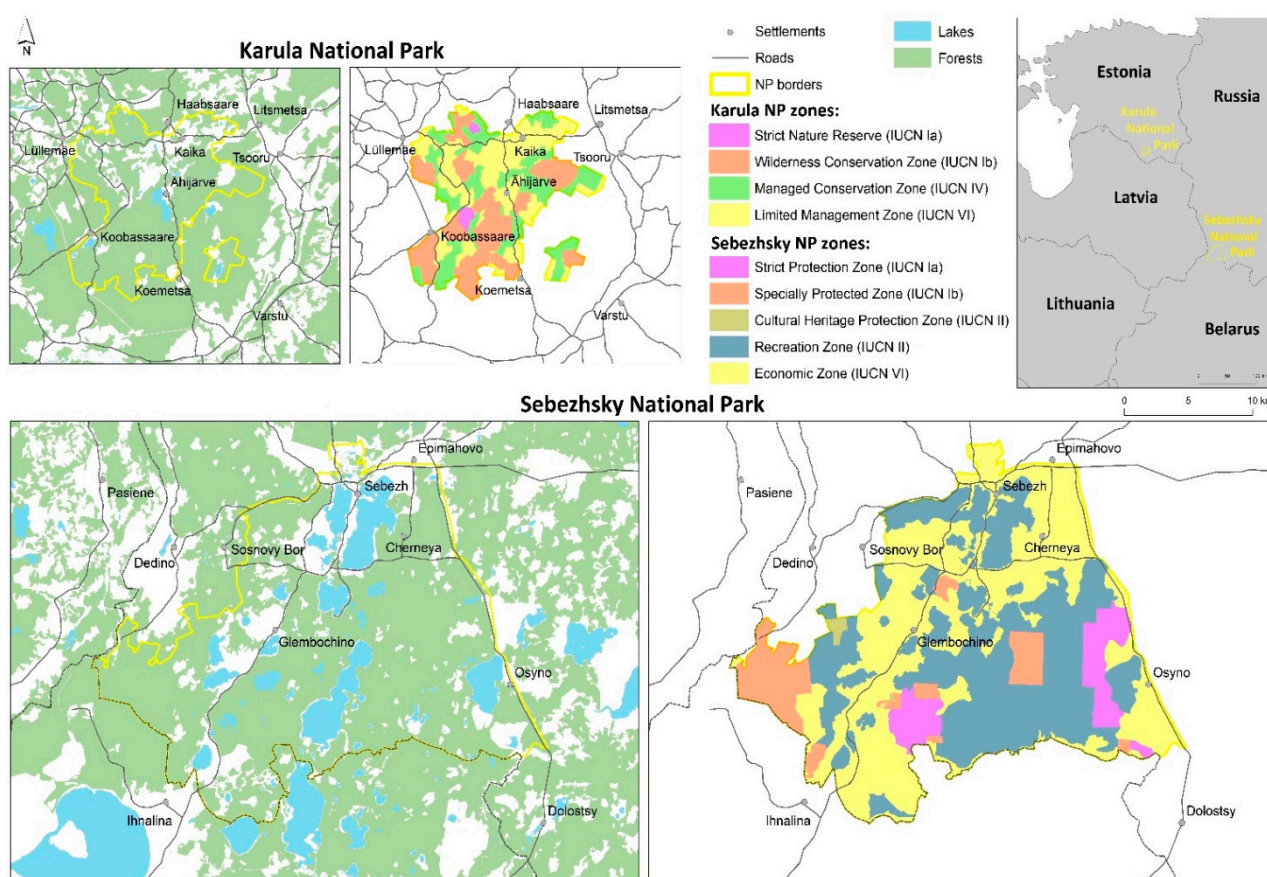 N
Karula National Park
Haabsaare
Litsmetsa
Lüllemäe
Kaika
Tsooru
Ähijärve
Koobassaare
Koemetsa
Varstu
Haabsaare
Litsmetsa
Lüllemäe
Kaika
Tsooru
Ähijärve
Koobassaare
Koemetsa
Varstu
Settlements
Roads
NP borders
Lakes
Forests
Karula NP zones:
Strict Nature Reserve (IUCN Ia)
Wilderness Conservation Zone (IUCN Ib)
Managed Conservation Zone (IUCN IV)
Limited Management Zone (IUCN VI)
Sebezhsky NP zones:
Strict Protection Zone (IUCN Ia)
Specially Protected Zone (IUCN Ib)
Cultural Heritage Protection Zone (IUCN II)
Recreation Zone (IUCN II)
Economic Zone (IUCN VI)
Estonia
Russia
Karula
National
Park
Latvia
Sebezhsky
National
Park
Lithuania
Belarus
Sebezhsky National Park
0 5 10 km
Epimahovo
Pasiene
Sebezh
Sosnovy Bor
Cherneya
Dedino
Glembochino
Osyno
Ihnalina
Dolostsy
Epimahovo
Pasiene
Sebezh
Sosnovy Bor
Cherneya
Dedino
Glembochino
Osyno
Ihnalina
Dolostsy